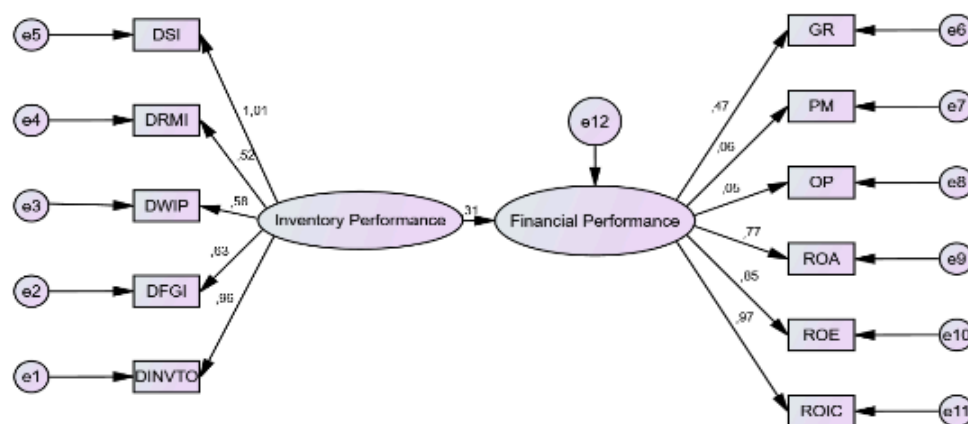 e5
DSI
1,01
e4
DRMI
,52
e3
DWIP
,58
e2
DFGI
,63
e1
DINVTO
,96
Inventory Performance
,31
e12
Financial Performance
,47
GR
e6
,06
PM
e7
,05
OP
e8
,77
ROA
e9
,85
ROE
e10
,97
ROIC
e11